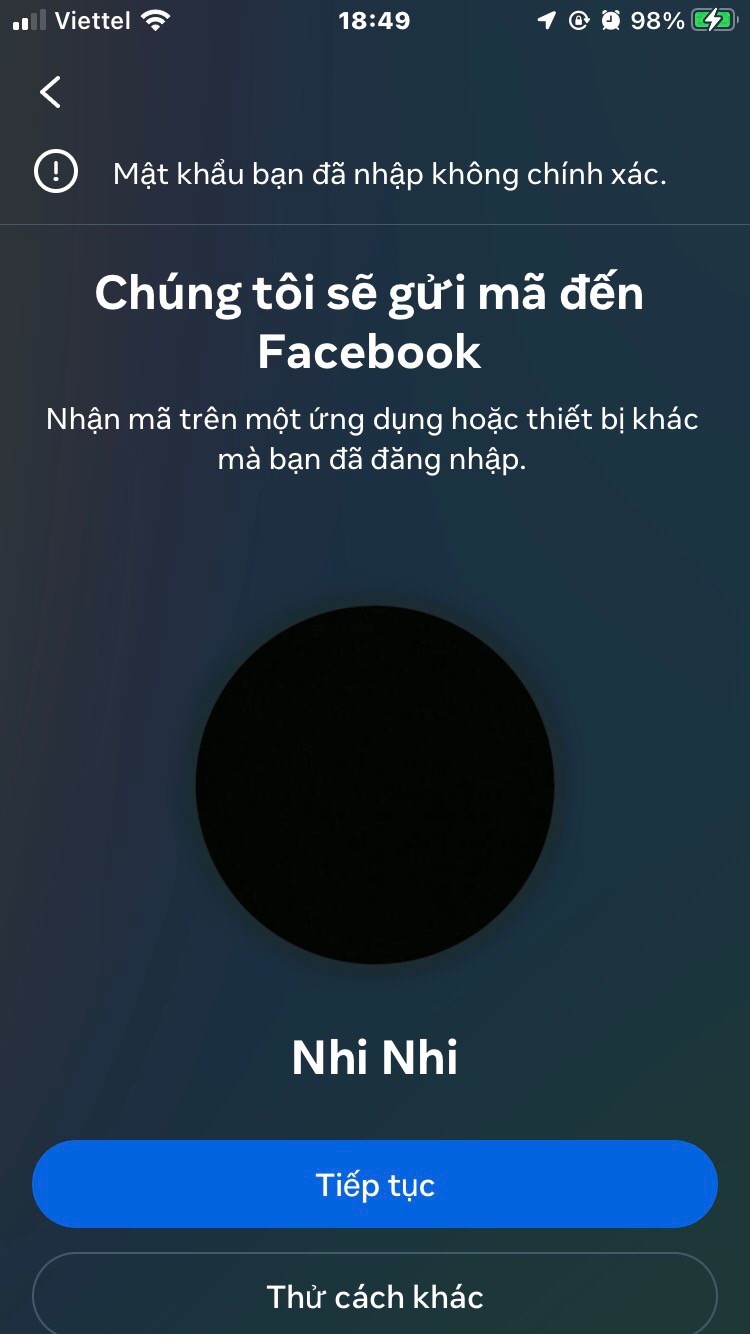 Viettel 18:49 98%
Mật khẩu bạn đã nhập không chính xác.
Chúng tôi sẽ gửi mã đến
Facebook
Nhận mã trên một ứng dụng hoặc thiết bị khác
mà bạn đã đăng nhập.
Nhi Nhi
Tiếp tục
Thử cách khác